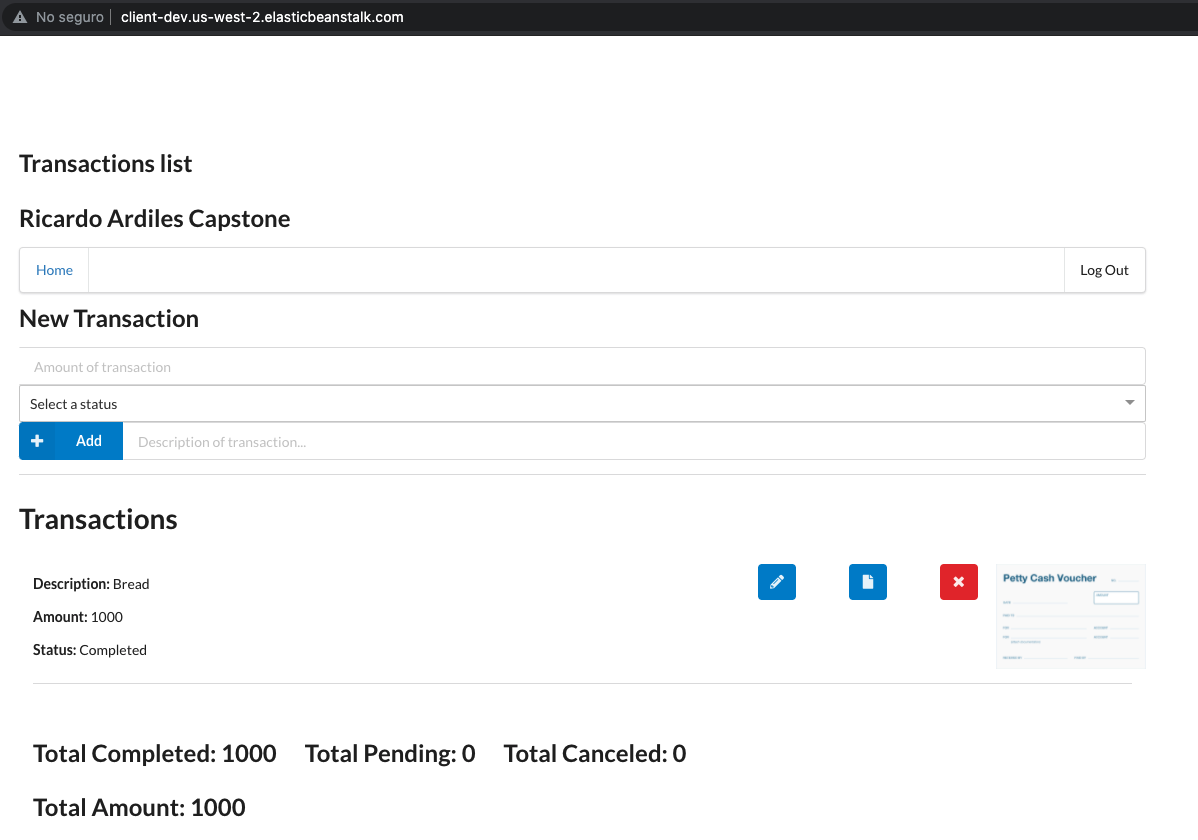 No seguro client-dev.us-west-2.elasticbeanstalk.com
Transactions list
Ricardo Ardiles Capstone
Home Log Out
New Transaction
Amount of transaction
Select a status
Add Description of transaction...
Transactions
Description: Bread
Amount: 1000
Status: Completed
Petty Cash Voucher
Total Completed: 1000 Total Pending: 0 Total Canceled: 0
Total Amount: 1000